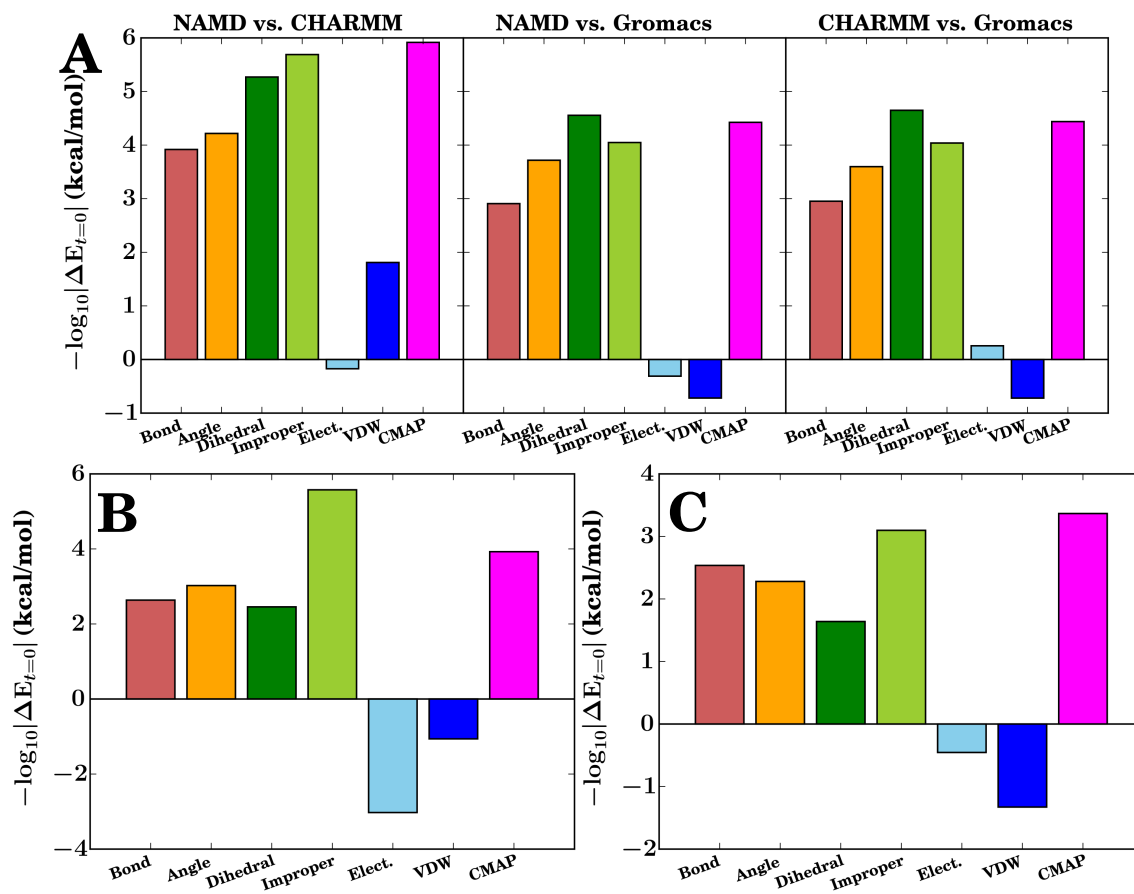 NAMD vs. CHARMM NAMD vs. Gromacs CHARMM vs. Gromacs
A
−log₁₀|ΔE_{t=0}| (kcal/mol)
6
5
4
3
2
1
0
−1
Bond Angle Dihedral Improper Elect. VDW CMAP Bond Angle Dihedral Improper Elect. VDW CMAP Bond Angle Dihedral Improper Elect. VDW CMAP
B
−log₁₀|ΔE_{t=0}| (kcal/mol)
6
4
2
0
−2
−4
Bond Angle Dihedral Improper Elect. VDW CMAP
C
−log₁₀|ΔE_{t=0}| (kcal/mol)
4
3
2
1
0
−1
−2
Bond Angle Dihedral Improper Elect. VDW CMAP